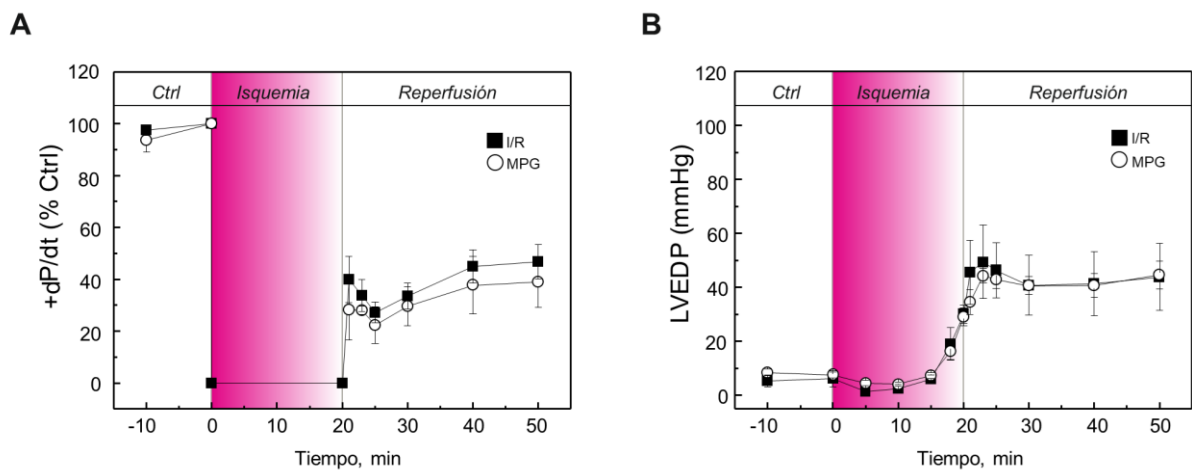 A
120
100
80
60
40
20
0
+dP/dt (% Ctrl)
Ctrl
Isquemia
Reperfusión
I/R
MPG
-10
0
10
20
30
40
50
Tiempo, min
B
120
100
80
60
40
20
0
LVEDP (mmHg)
Ctrl
Isquemia
Reperfusión
I/R
MPG
-10
0
10
20
30
40
50
Tiempo, min